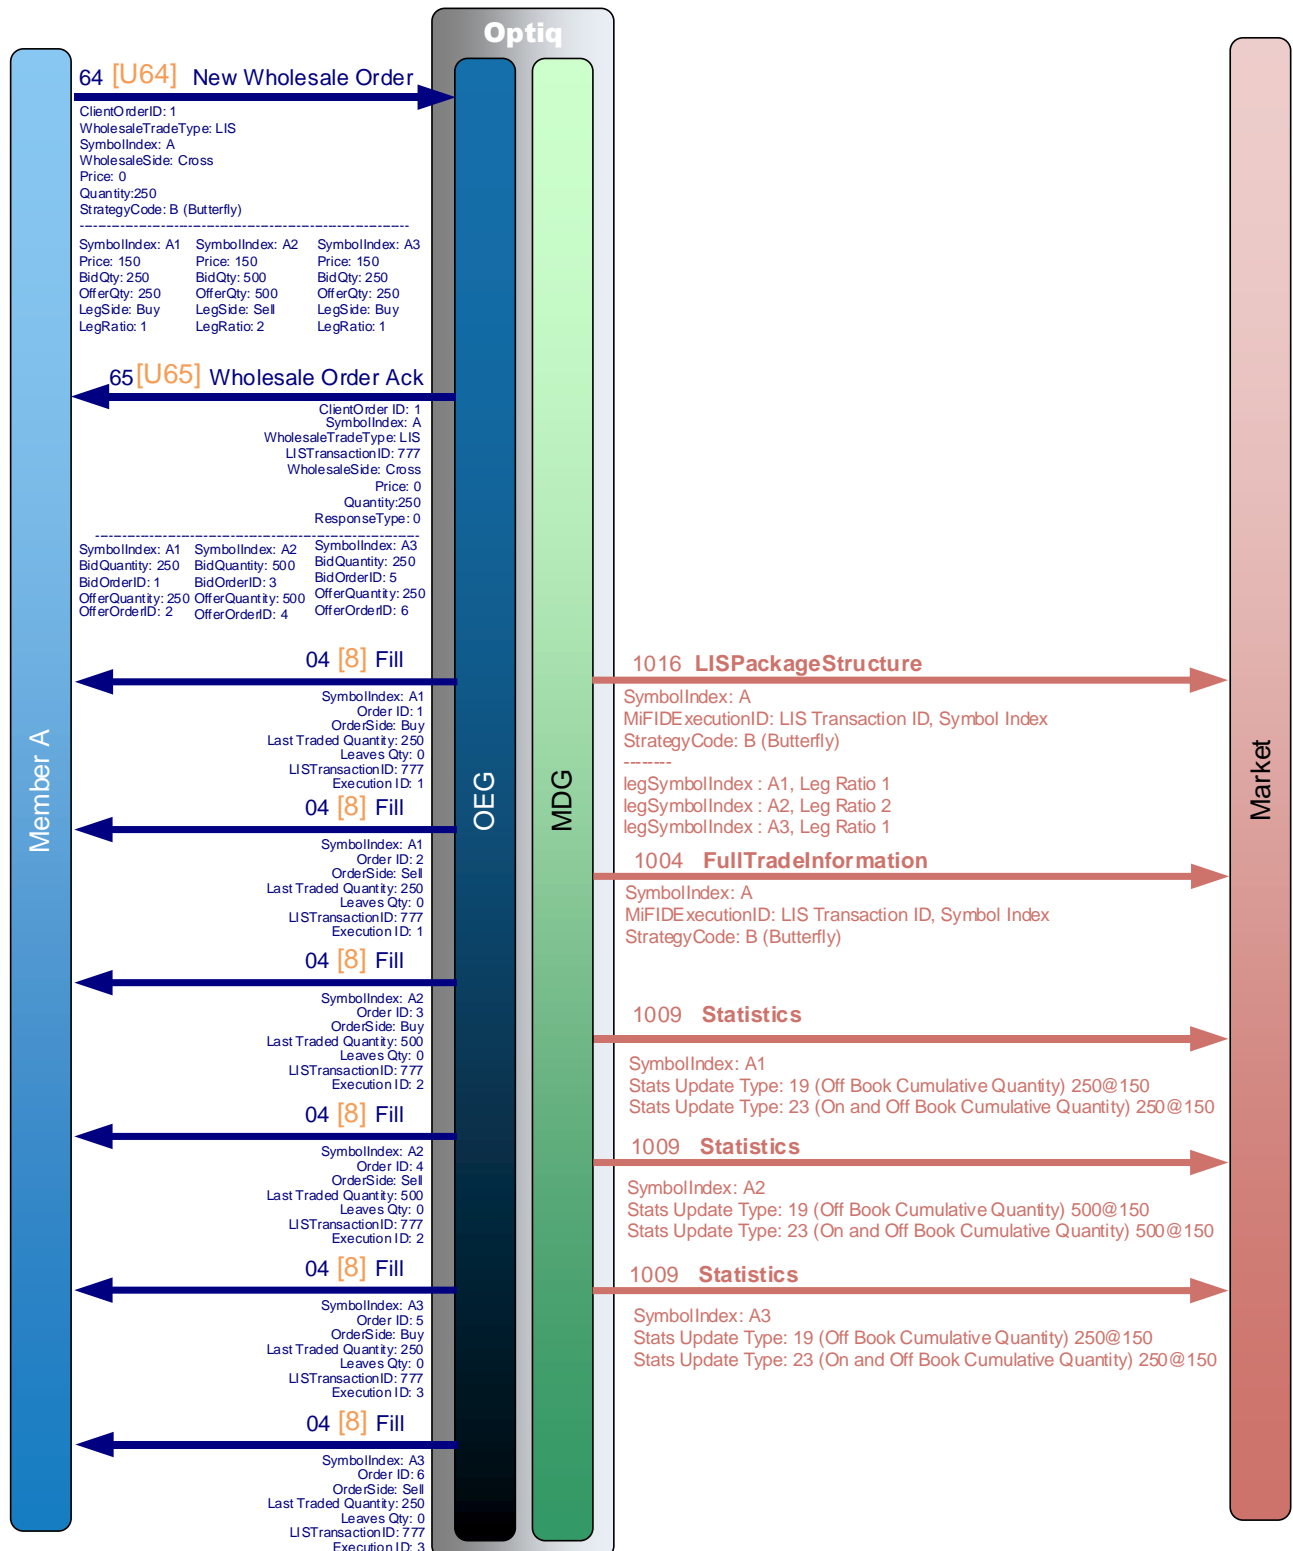 Optiq
Member A
OEG
MDG
Market
64 [U64] New Wholesale Order
ClientOrderID: 1
WholesaleTradeType: LIS
SymbolIndex: A
WholesaleSide: Cross
Price: 0
Quantity:250
StrategyCode: B (Butterfly)
SymbolIndex: A1 SymbolIndex: A2 SymbolIndex: A3
Price: 150 Price: 150 Price: 150
BidQty: 250 BidQty: 500 BidQty: 250
OfferQty: 250 OfferQty: 500 OfferQty: 250
LegSide: Buy LegSide: Sell LegSide: Buy
LegRatio: 1 LegRatio: 2 LegRatio: 1
65 [U65] Wholesale Order Ack
ClientOrder ID: 1
SymbolIndex: A
WholesaleTradeType: LIS
LISTransactionID: 777
WholesaleSide: Cross
Price: 0
Quantity:250
ResponseType: 0
SymbolIndex: A1 SymbolIndex: A2 SymbolIndex: A3
BidQuantity: 250 BidQuantity: 500 BidQuantity: 250
BidOrderID: 1 BidOrderID: 3 BidOrderID: 5
OfferQuantity: 250 OfferQuantity: 500 OfferQuantity: 250
OfferOrderID: 2 OfferOrderID: 4 OfferOrderID: 6
04 [8] Fill
SymbolIndex: A1
Order ID: 1
OrderSide: Buy
Last Traded Quantity: 250
Leaves Qty: 0
LISTransactionID: 777
Execution ID: 1
04 [8] Fill
SymbolIndex: A1
Order ID: 2
OrderSide: Sell
Last Traded Quantity: 250
Leaves Qty: 0
LISTransactionID: 777
Execution ID: 1
04 [8] Fill
SymbolIndex: A2
Order ID: 3
OrderSide: Buy
Last Traded Quantity: 500
Leaves Qty: 0
LISTransactionID: 777
Execution ID: 2
04 [8] Fill
SymbolIndex: A2
Order ID: 4
OrderSide: Sell
Last Traded Quantity: 500
Leaves Qty: 0
LISTransactionID: 777
Execution ID: 2
04 [8] Fill
SymbolIndex: A3
Order ID: 5
OrderSide: Buy
Last Traded Quantity: 250
Leaves Qty: 0
LISTransactionID: 777
Execution ID: 3
04 [8] Fill
SymbolIndex: A3
Order ID: 6
OrderSide: Sell
Last Traded Quantity: 250
Leaves Qty: 0
LISTransactionID: 777
Execution ID: 3
1016 LISPackageStructure
SymbolIndex: A
MiFIDExecutionID: LIS Transaction ID, Symbol Index
StrategyCode: B (Butterfly)
--------
legSymbolIndex : A1, Leg Ratio 1
legSymbolIndex : A2, Leg Ratio 2
legSymbolIndex : A3, Leg Ratio 1
1004 FullTradeInformation
SymbolIndex: A
MiFIDExecutionID: LIS Transaction ID, Symbol Index
StrategyCode: B (Butterfly)
1009 Statistics
SymbolIndex: A1
Stats Update Type: 19 (Off Book Cumulative Quantity) 250@150
Stats Update Type: 23 (On and Off Book Cumulative Quantity) 250@150
1009 Statistics
SymbolIndex: A2
Stats Update Type: 19 (Off Book Cumulative Quantity) 500@150
Stats Update Type: 23 (On and Off Book Cumulative Quantity) 500@150
1009 Statistics
SymbolIndex: A3
Stats Update Type: 19 (Off Book Cumulative Quantity) 250@150
Stats Update Type: 23 (On and Off Book Cumulative Quantity) 250@150